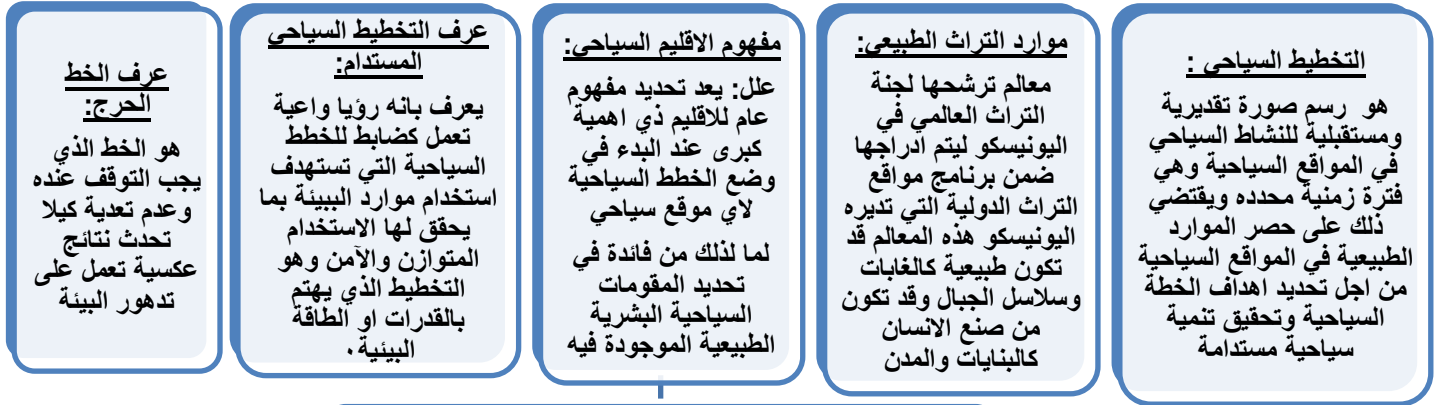 التخطيط السياحي :
هو رسم صورة تقديرية
ومستقبلية للنشاط السياحي
في المواقع السياحية وهي
فترة زمنية محدده ويقتضي
ذلك على حصر الموارد
الطبيعية في المواقع السياحية
من اجل تحديد اهداف الخطة
السياحية وتحقيق تنمية
سياحية مستدامة
موارد التراث الطبيعي:
معالم ترشحها لجنة
التراث العالمي في
اليونيسكو ليتم ادراجها
ضمن برنامج مواقع
التراث الدولية التي تديره
اليونيسكو هذه المعالم قد
تكون طبيعية كالغابات
وسلاسل الجبال وقد تكون
من صنع الانسان
كالبنايات والمدن
مفهوم الاقليم السياحي:
علل: يعد تحديد مفهوم
عام للاقليم ذي اهمية
كبرى عند البدء في
وضع الخطط السياحية
لاي موقع سياحي
لما لذلك من فائدة في
تحديد المقومات
السياحية البشرية
الطبيعية الموجودة فيه
عرف التخطيط السياحي
المستدام:
يعرف بانه رؤيا واعية
تعمل كضابط للخطط
السياحية التي تستهدف
استخدام موارد الببيئة بما
يحقق لها الاستخدام
المتوازن والآمن وهو
التخطيط الذي يهتم
بالقدرات او الطاقة
البيئية٠
عرف الخط
الحرج:
هو الخط الذي
يجب التوقف عنده
وعدم تعدية كيلا
تحدث نتائج
عكسية تعمل على
تدهور البيئة